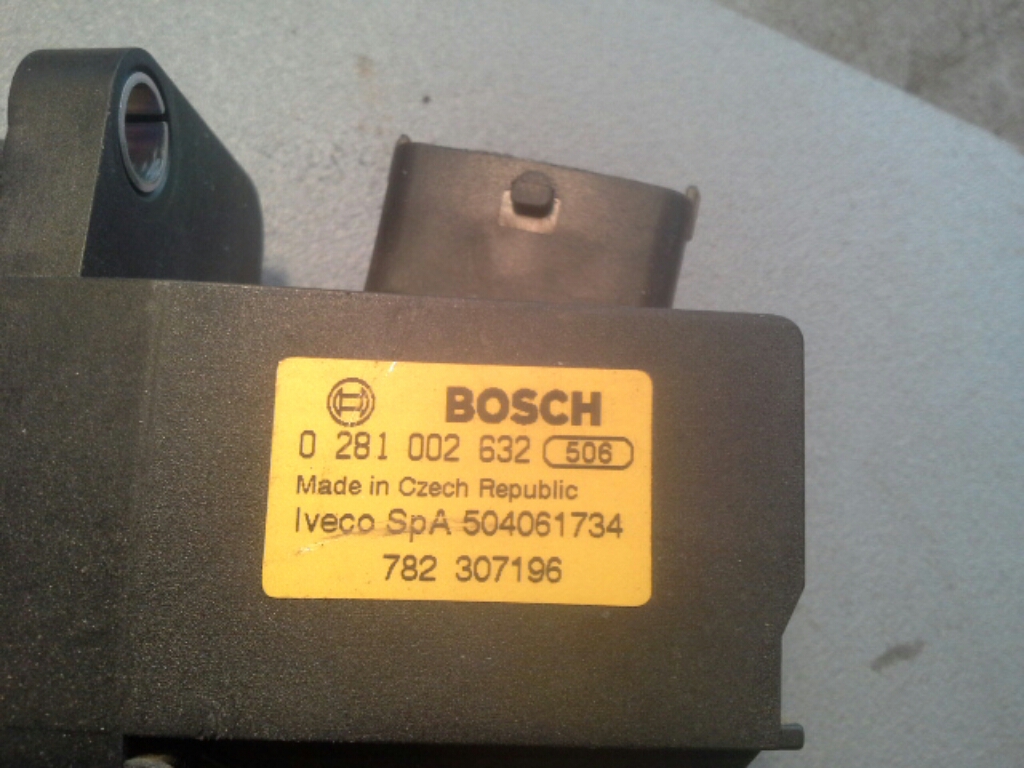 BOSCH
0 281 002 632 506
Made in Czech Republic
Iveco SpA 504061734
782 307196